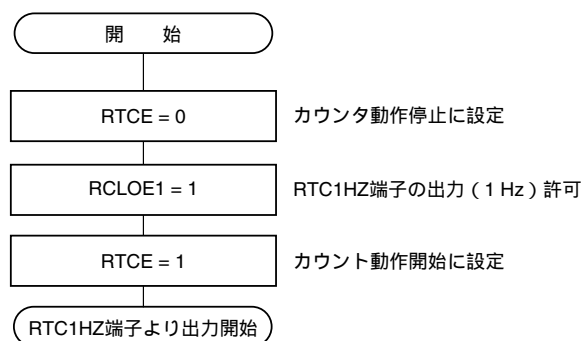 開　始
RTCE = 0 カウンタ動作停止に設定
RCLOE1 = 1 RTC1HZ端子の出力（1 Hz）許可
RTCE = 1 カウント動作開始に設定
RTC1HZ端子より出力開始